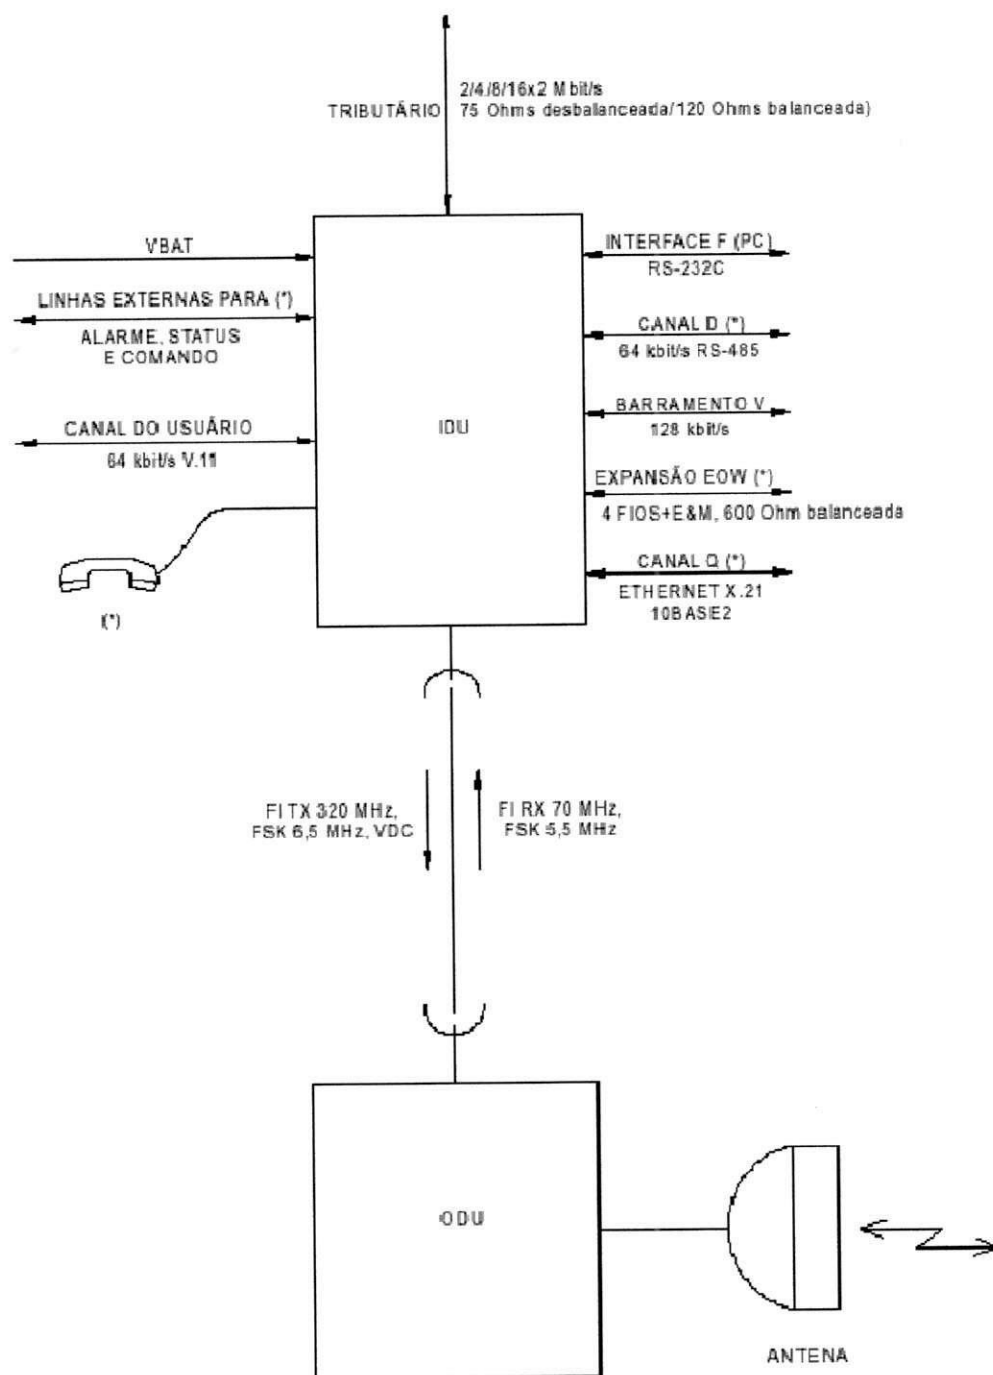 2/4/8/16x2 Mbit/s
TRIBUTÁRIO 75 Ohms desbalanceada/120 Ohms balanceada)
VBAT
INTERFACE F (PC)
RS-232C
LINHAS EXTERNAS PARA (*)
ALARME, STATUS
E COMANDO
CANAL D (*)
64 kbit/s RS-485
CANAL DO USUÁRIO
64 kbit/s V.11
IDU
BARRAMENTO V
128 kbit/s
EXPANSÃO EOW (*)
4 FIOS+E&M, 600 Ohm balanceada
CANAL Q (*)
ETHERNET X.21
10BASE2
(*)
FI TX 320 MHz,
FSK 6,5 MHz, VDC
FI RX 70 MHz,
FSK 5,5 MHz
ODU
ANTENA